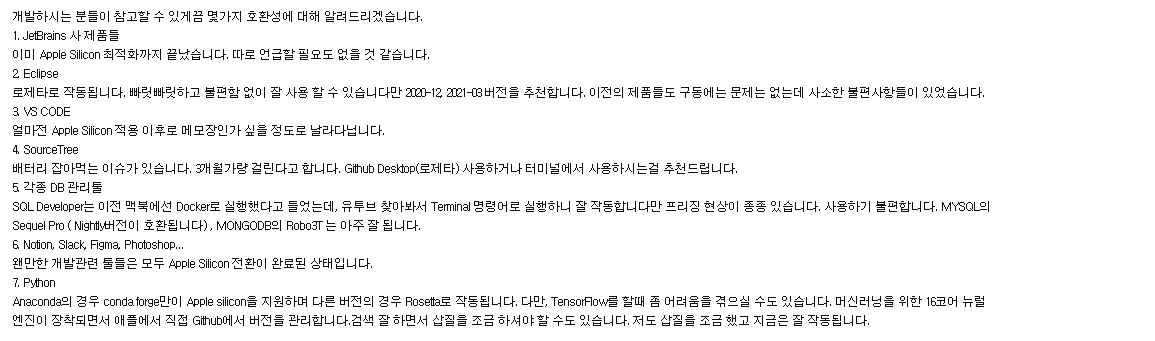 개발하시는 분들이 참고할 수 있게끔 몇가지 호환성에 대해 알려드리겠습니다.
1. JetBrains 사 제품들
이미 Apple Silicon 최적화까지 끝났습니다. 따로 언급할 필요도 없을 것 같습니다.
2. Eclipse
로제타로 작동됩니다. 빠릿빠릿하고 불편함 없이 잘 사용 할 수 있습니다만 2020-12, 2021-03 버전을 추천합니다. 이전의 제품들도 구동에는 문제는 없는데 사소한 불편사항들이 있었습니다.
3. VS CODE
얼마전 Apple Silicon 적용 이후로 메모장인가 싶을 정도로 날라다닙니다.
4. SourceTree
배터리 잡아먹는 이슈가 있습니다. 3개월가량 걸린다고 합니다. Github Desktop(로제타) 사용하거나 터미널에서 사용하시는걸 추천드립니다.
5. 각종 DB 관리툴
SQL Developer는 이전 맥북에선 Docker로 실행했다고 들었는데, 유투브 찾아봐서 Terminal 명령어로 실행하니 잘 작동합니다만 프리징 현상이 종종 있습니다. 사용하기 불편합니다. MYSQL의
Sequel Pro ( Nightly버전이 호환됩니다) , MONGODB의 Robo3T 는 아주 잘 됩니다.
6. Notion, Slack, Figma, Photoshop...
왠만한 개발관련 툴들은 모두 Apple Silicon 전환이 완료된 상태입니다.
7. Python
Anaconda의 경우 conda forge만이 Apple silicon을 지원하며 다른 버전의 경우 Rosetta로 작동됩니다. 다만, TensorFlow를 할때 좀 어려움을 겪으실 수도 있습니다. 머신러닝을 위한 16코어 뉴럴
엔진이 장착되면서 애플에서 직접 Github에서 버전을 관리합니다.검색 잘 하면서 삽질을 조금 하셔야 할 수도 있습니다. 저도 삽질을 조금 했고 지금은 잘 작동됩니다.